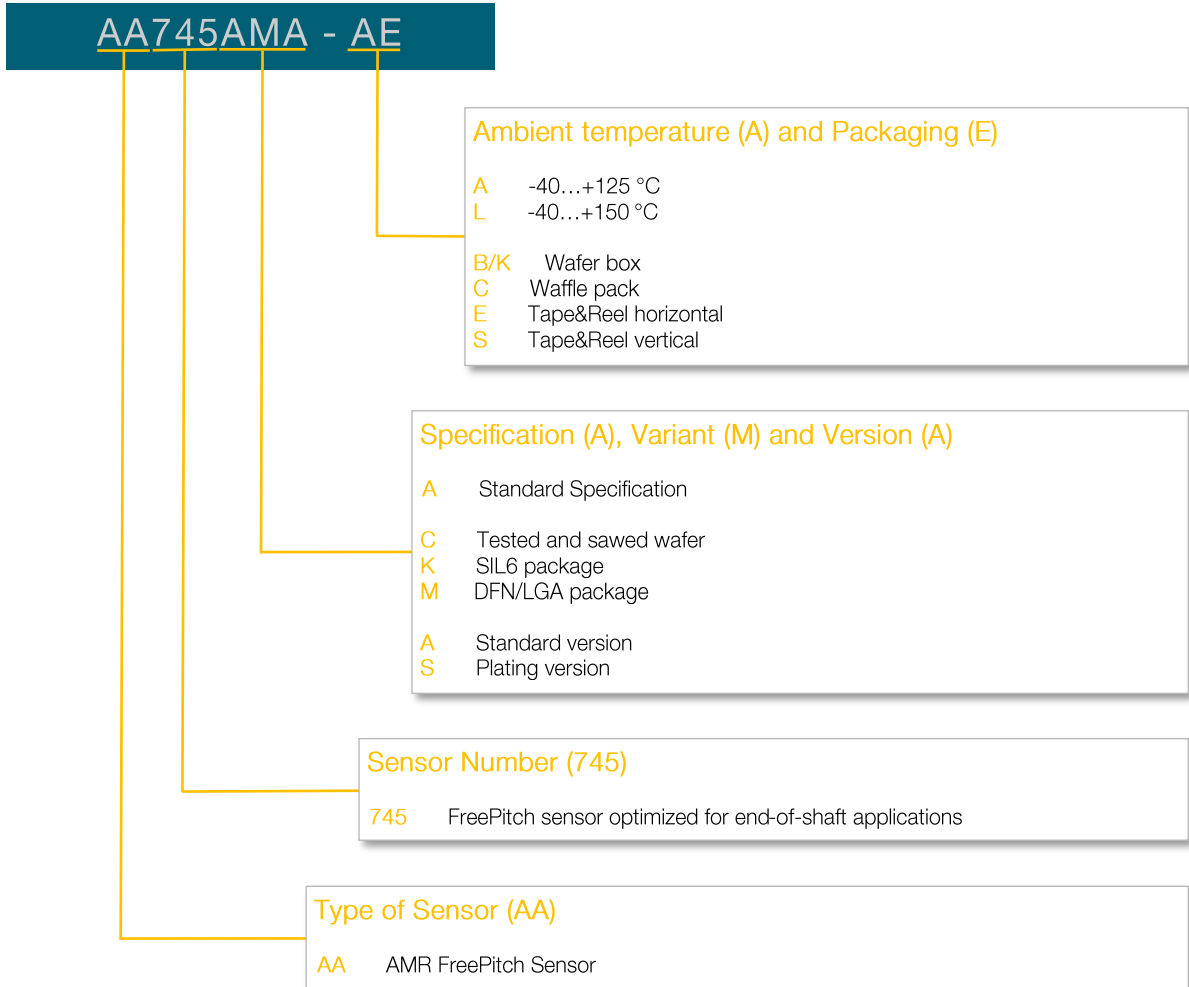 AA745AMA - AE
Ambient temperature (A) and Packaging (E)
A -40…+125 °C
L -40…+150 °C
B/K Wafer box
C Waffle pack
E Tape&Reel horizontal
S Tape&Reel vertical
Specification (A), Variant (M) and Version (A)
A Standard Specification
C Tested and sawed wafer
K SIL6 package
M DFN/LGA package
A Standard version
S Plating version
Sensor Number (745)
745 FreePitch sensor optimized for end-of-shaft applications
Type of Sensor (AA)
AA AMR FreePitch Sensor